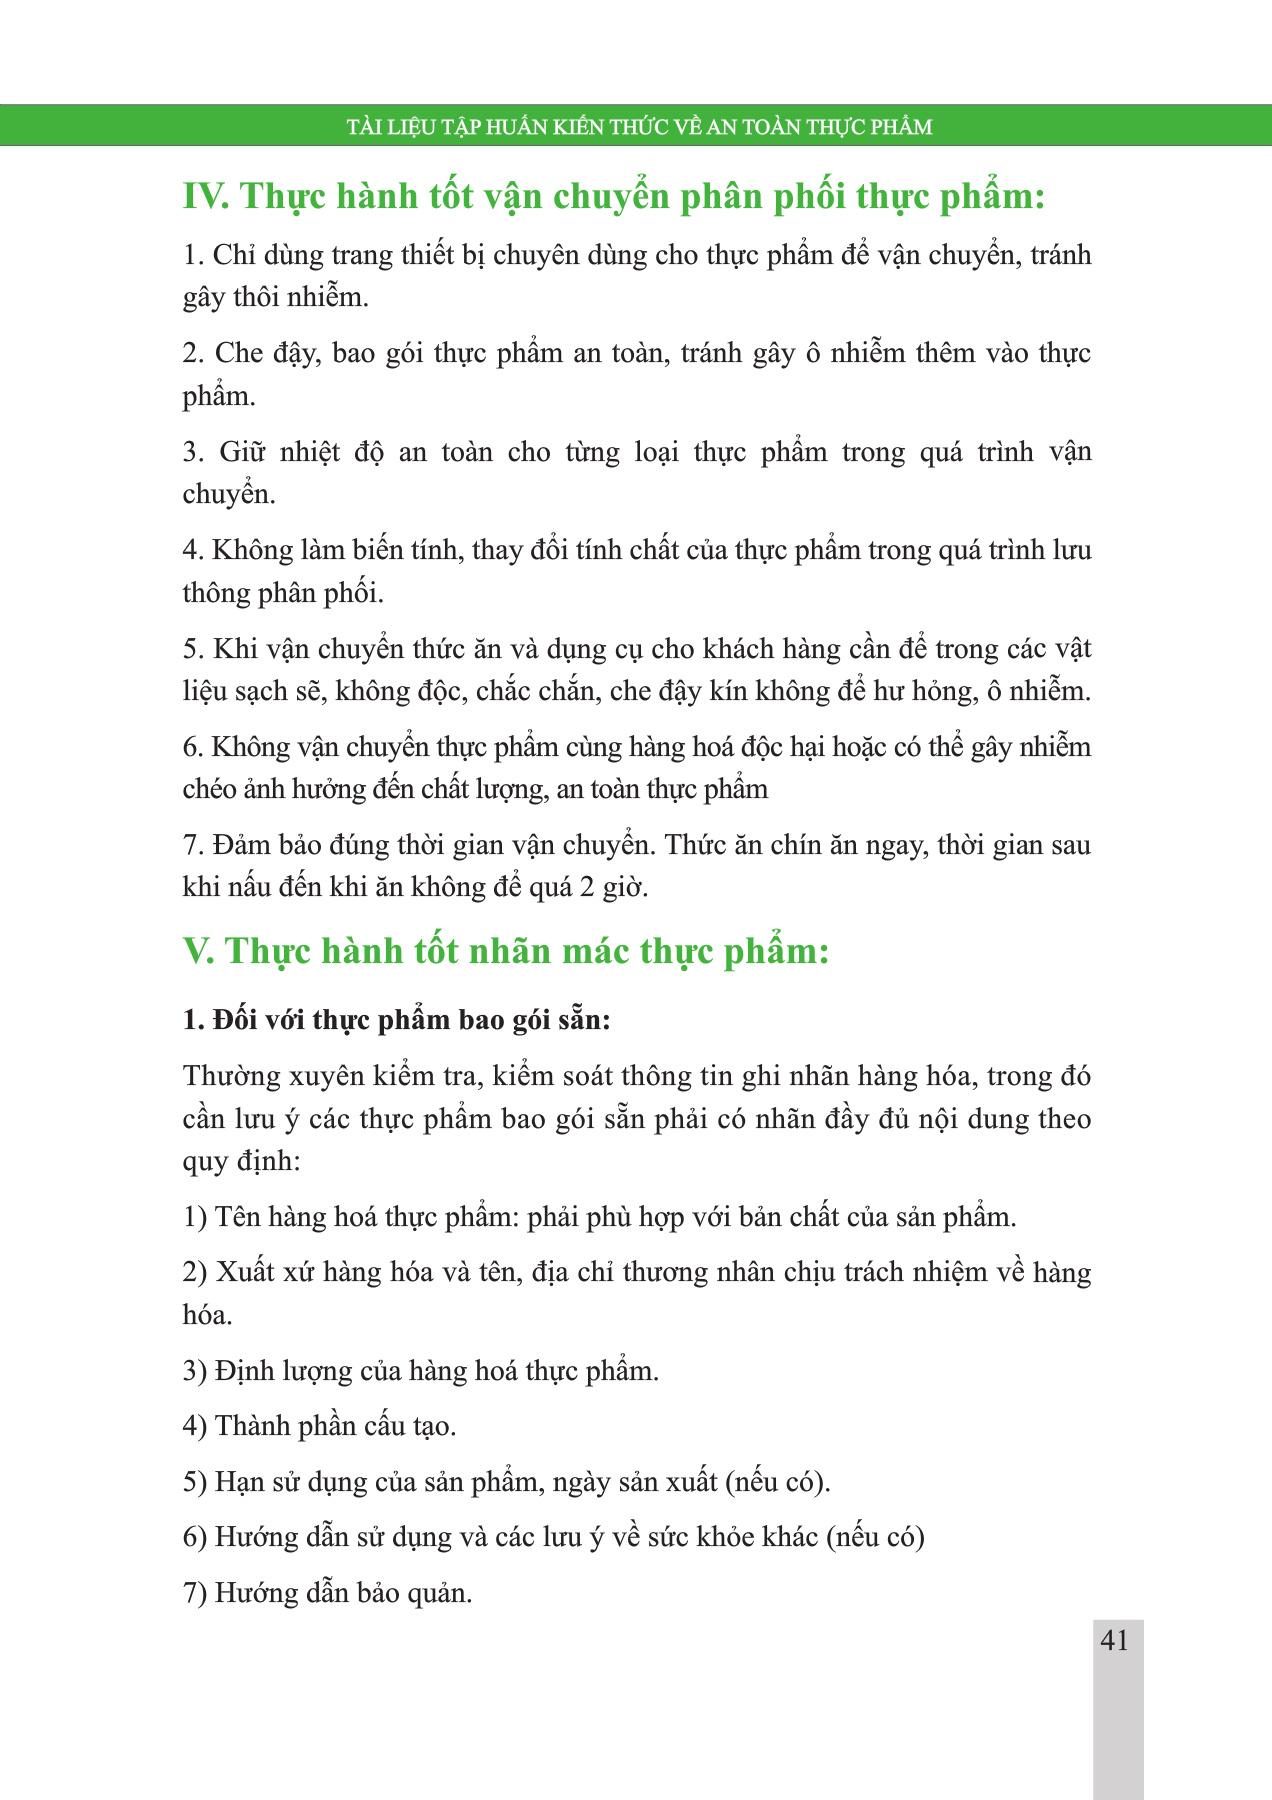 TÀI LIỆU TẬP HUẤN KIẾN THỨC VỀ AN TOÀN THỰC PHẨM
IV. Thực hành tốt vận chuyển phân phối thực phẩm:
1. Chỉ dùng trang thiết bị chuyên dùng cho thực phẩm để vận chuyển, tránh
gây thôi nhiễm.
2. Che đậy, bao gói thực phẩm an toàn, tránh gây ô nhiễm thêm vào thực
phẩm.
3. Giữ nhiệt độ an toàn cho từng loại thực phẩm trong quá trình vận
chuyển.
4. Không làm biến tính, thay đổi tính chất của thực phẩm trong quá trình lưu
thông phân phối.
5. Khi vận chuyển thức ăn và dụng cụ cho khách hàng cần để trong các vật
liệu sạch sẽ, không độc, chắc chắn, che đậy kín không để hư hỏng, ô nhiễm.
6. Không vận chuyển thực phẩm cùng hàng hoá độc hại hoặc có thể gây nhiễm
chéo ảnh hưởng đến chất lượng, an toàn thực phẩm
7. Đảm bảo đúng thời gian vận chuyển. Thức ăn chín ăn ngay, thời gian sau
khi nấu đến khi ăn không để quá 2 giờ.
V. Thực hành tốt nhãn mác thực phẩm:
1. Đối với thực phẩm bao gói sẵn:
Thường xuyên kiểm tra, kiểm soát thông tin ghi nhãn hàng hóa, trong đó
cần lưu ý các thực phẩm bao gói sẵn phải có nhãn đầy đủ nội dung theo
quy định:
1) Tên hàng hoá thực phẩm: phải phù hợp với bản chất của sản phẩm.
2) Xuất xứ hàng hóa và tên, địa chỉ thương nhân chịu trách nhiệm về hàng
hóa.
3) Định lượng của hàng hoá thực phẩm.
4) Thành phần cấu tạo.
5) Hạn sử dụng của sản phẩm, ngày sản xuất (nếu có).
6) Hướng dẫn sử dụng và các lưu ý về sức khỏe khác (nếu có)
7) Hướng dẫn bảo quản.
41